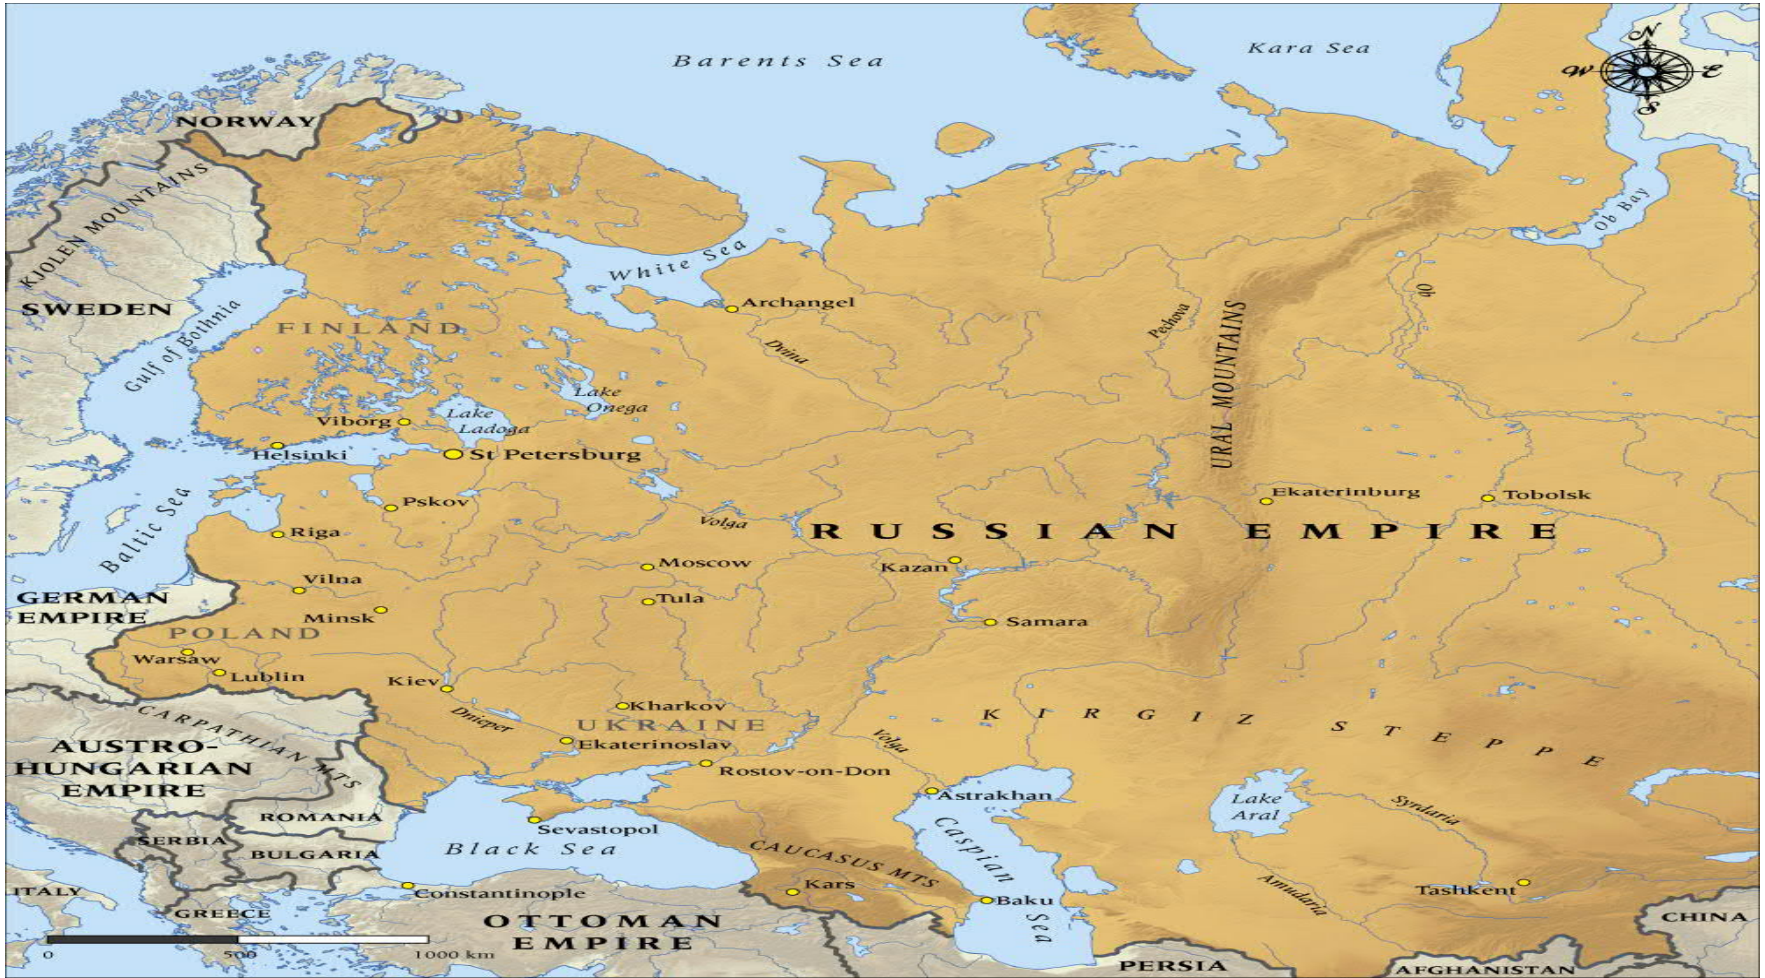 Barents Sea
Kara Sea
N
W
E
S
NORWAY
KJOLEN MOUNTAINS
Ob Bay
White Sea
SWEDEN
Gulf of Bothnia
FINLAND
Archangel
Dvina
Pechova
URAL MOUNTAINS
Ob
Lake
Onega
Lake
Ladoga
Viborg
Helsinki
St Petersburg
Baltic Sea
Pskov
Riga
Volga
Ekaterinburg
Tobolsk
RUSSIAN EMPIRE
Moscow
Kazan
Vilna
GERMAN
EMPIRE
Minsk
Tula
Samara
POLAND
Warsaw
Lublin
Kiev
Kharkov
Dnieper
UKRAINE
Ekaterinoslav
KIRGIZ STEPPE
CARPATHIAN MTS
AUSTRO-
HUNGARIAN
EMPIRE
Volga
Rostov-on-Don
Astrakhan
Lake
Aral
Syrdaria
ROMANIA
Sevastopol
SERBIA
BULGARIA
Black Sea
CAUCASUS MTS
Caspian
Sea
Kars
Baku
Amudaria
Tashkent
ITALY
Constantinople
GREECE
OTTOMAN
EMPIRE
CHINA
0 500 1000 km
PERSIA
AFGHANISTAN